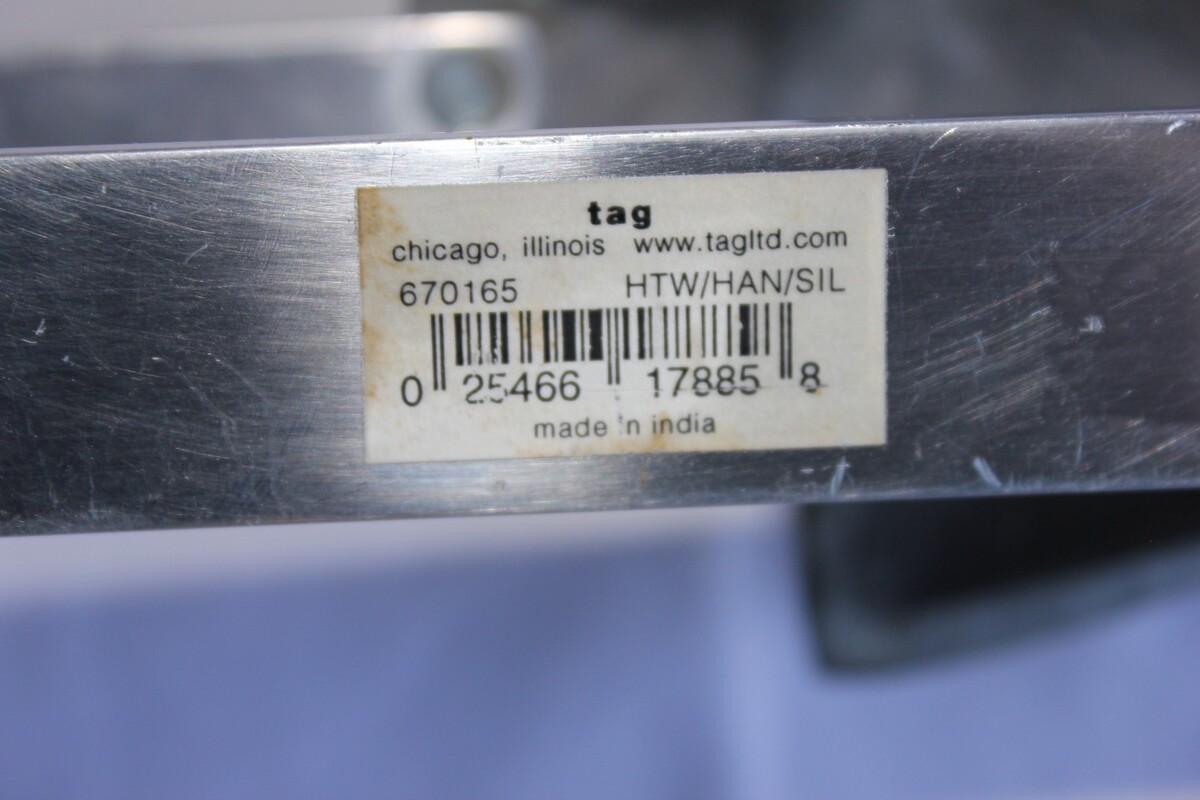 tag
chicago, illinois www.tagltd.com
670165 HTW/HAN/SIL
0 25466 17885 8
made in india